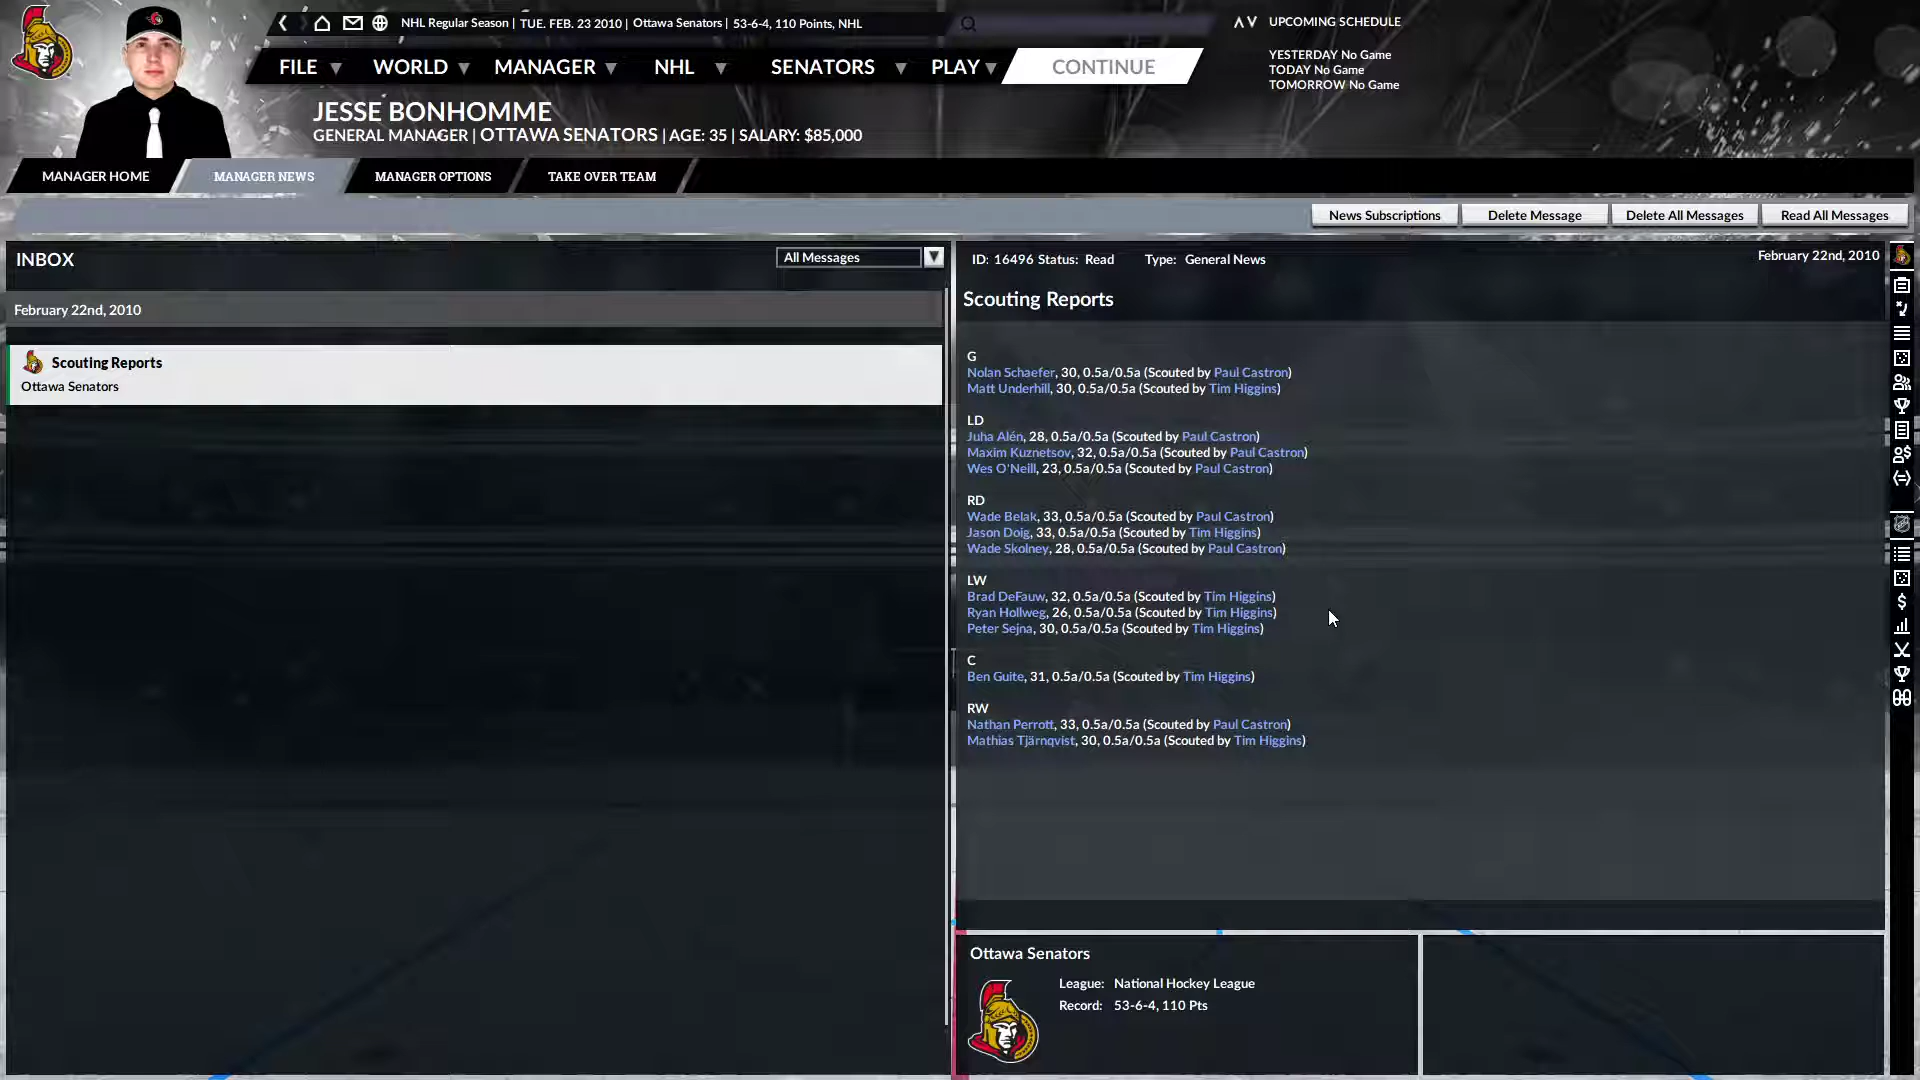 NHL Regular Season | TUE. FEB. 23 2010 | Ottawa Senators | 53-6-4, 110 Points, NHL
FILE WORLD MANAGER NHL SENATORS PLAY CONTINUE
UPCOMING SCHEDULE
YESTERDAY No Game
TODAY No Game
TOMORROW No Game
JESSE BONHOMME
GENERAL MANAGER | OTTAWA SENATORS | AGE: 35 | SALARY: $85,000
MANAGER HOME MANAGER NEWS MANAGER OPTIONS TAKE OVER TEAM
News Subscriptions Delete Message Delete All Messages Read All Messages
INBOX All Messages
February 22nd, 2010
Scouting Reports
Ottawa Senators
ID: 16496 Status: Read Type: General News February 22nd, 2010
Scouting Reports
G
Nolan Schaefer, 30, 0.5a/0.5a (Scouted by Paul Castron)
Matt Underhill, 30, 0.5a/0.5a (Scouted by Tim Higgins)
LD
Juha Alén, 28, 0.5a/0.5a (Scouted by Paul Castron)
Maxim Kuznetsov, 32, 0.5a/0.5a (Scouted by Paul Castron)
Wes O'Neill, 23, 0.5a/0.5a (Scouted by Paul Castron)
RD
Wade Belak, 33, 0.5a/0.5a (Scouted by Paul Castron)
Jason Doig, 33, 0.5a/0.5a (Scouted by Tim Higgins)
Wade Skolney, 28, 0.5a/0.5a (Scouted by Paul Castron)
LW
Brad DeFauw, 32, 0.5a/0.5a (Scouted by Tim Higgins)
Ryan Hollweg, 26, 0.5a/0.5a (Scouted by Tim Higgins)
Peter Sejna, 30, 0.5a/0.5a (Scouted by Tim Higgins)
C
Ben Guite, 31, 0.5a/0.5a (Scouted by Tim Higgins)
RW
Nathan Perrott, 33, 0.5a/0.5a (Scouted by Paul Castron)
Mathias Tjärnqvist, 30, 0.5a/0.5a (Scouted by Tim Higgins)
Ottawa Senators
League: National Hockey League
Record: 53-6-4, 110 Pts